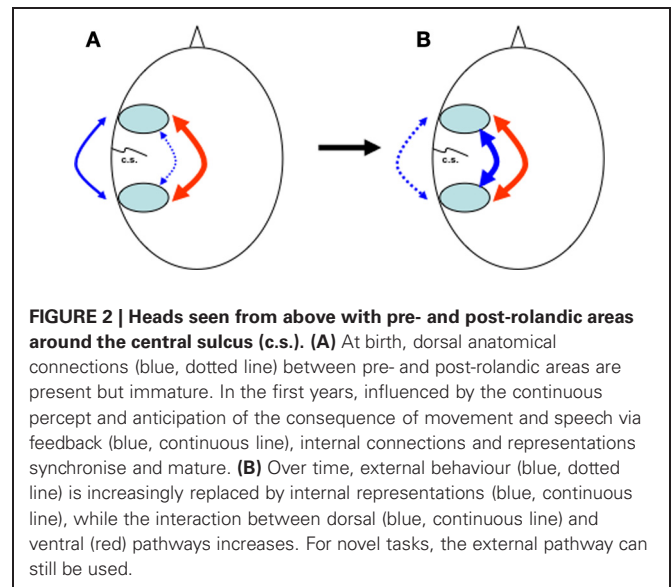 A
B
c.s.
c.s.
FIGURE 2 | Heads seen from above with pre- and post-rolandic areas
around the central sulcus (c.s.). (A) At birth, dorsal anatomical
connections (blue, dotted line) between pre- and post-rolandic areas are
present but immature. In the first years, influenced by the continuous
percept and anticipation of the consequence of movement and speech via
feedback (blue, continuous line), internal connections and representations
synchronise and mature. (B) Over time, external behaviour (blue, dotted
line) is increasingly replaced by internal representations (blue, continuous
line), while the interaction between dorsal (blue, continuous line) and
ventral (red) pathways increases. For novel tasks, the external pathway can
still be used.